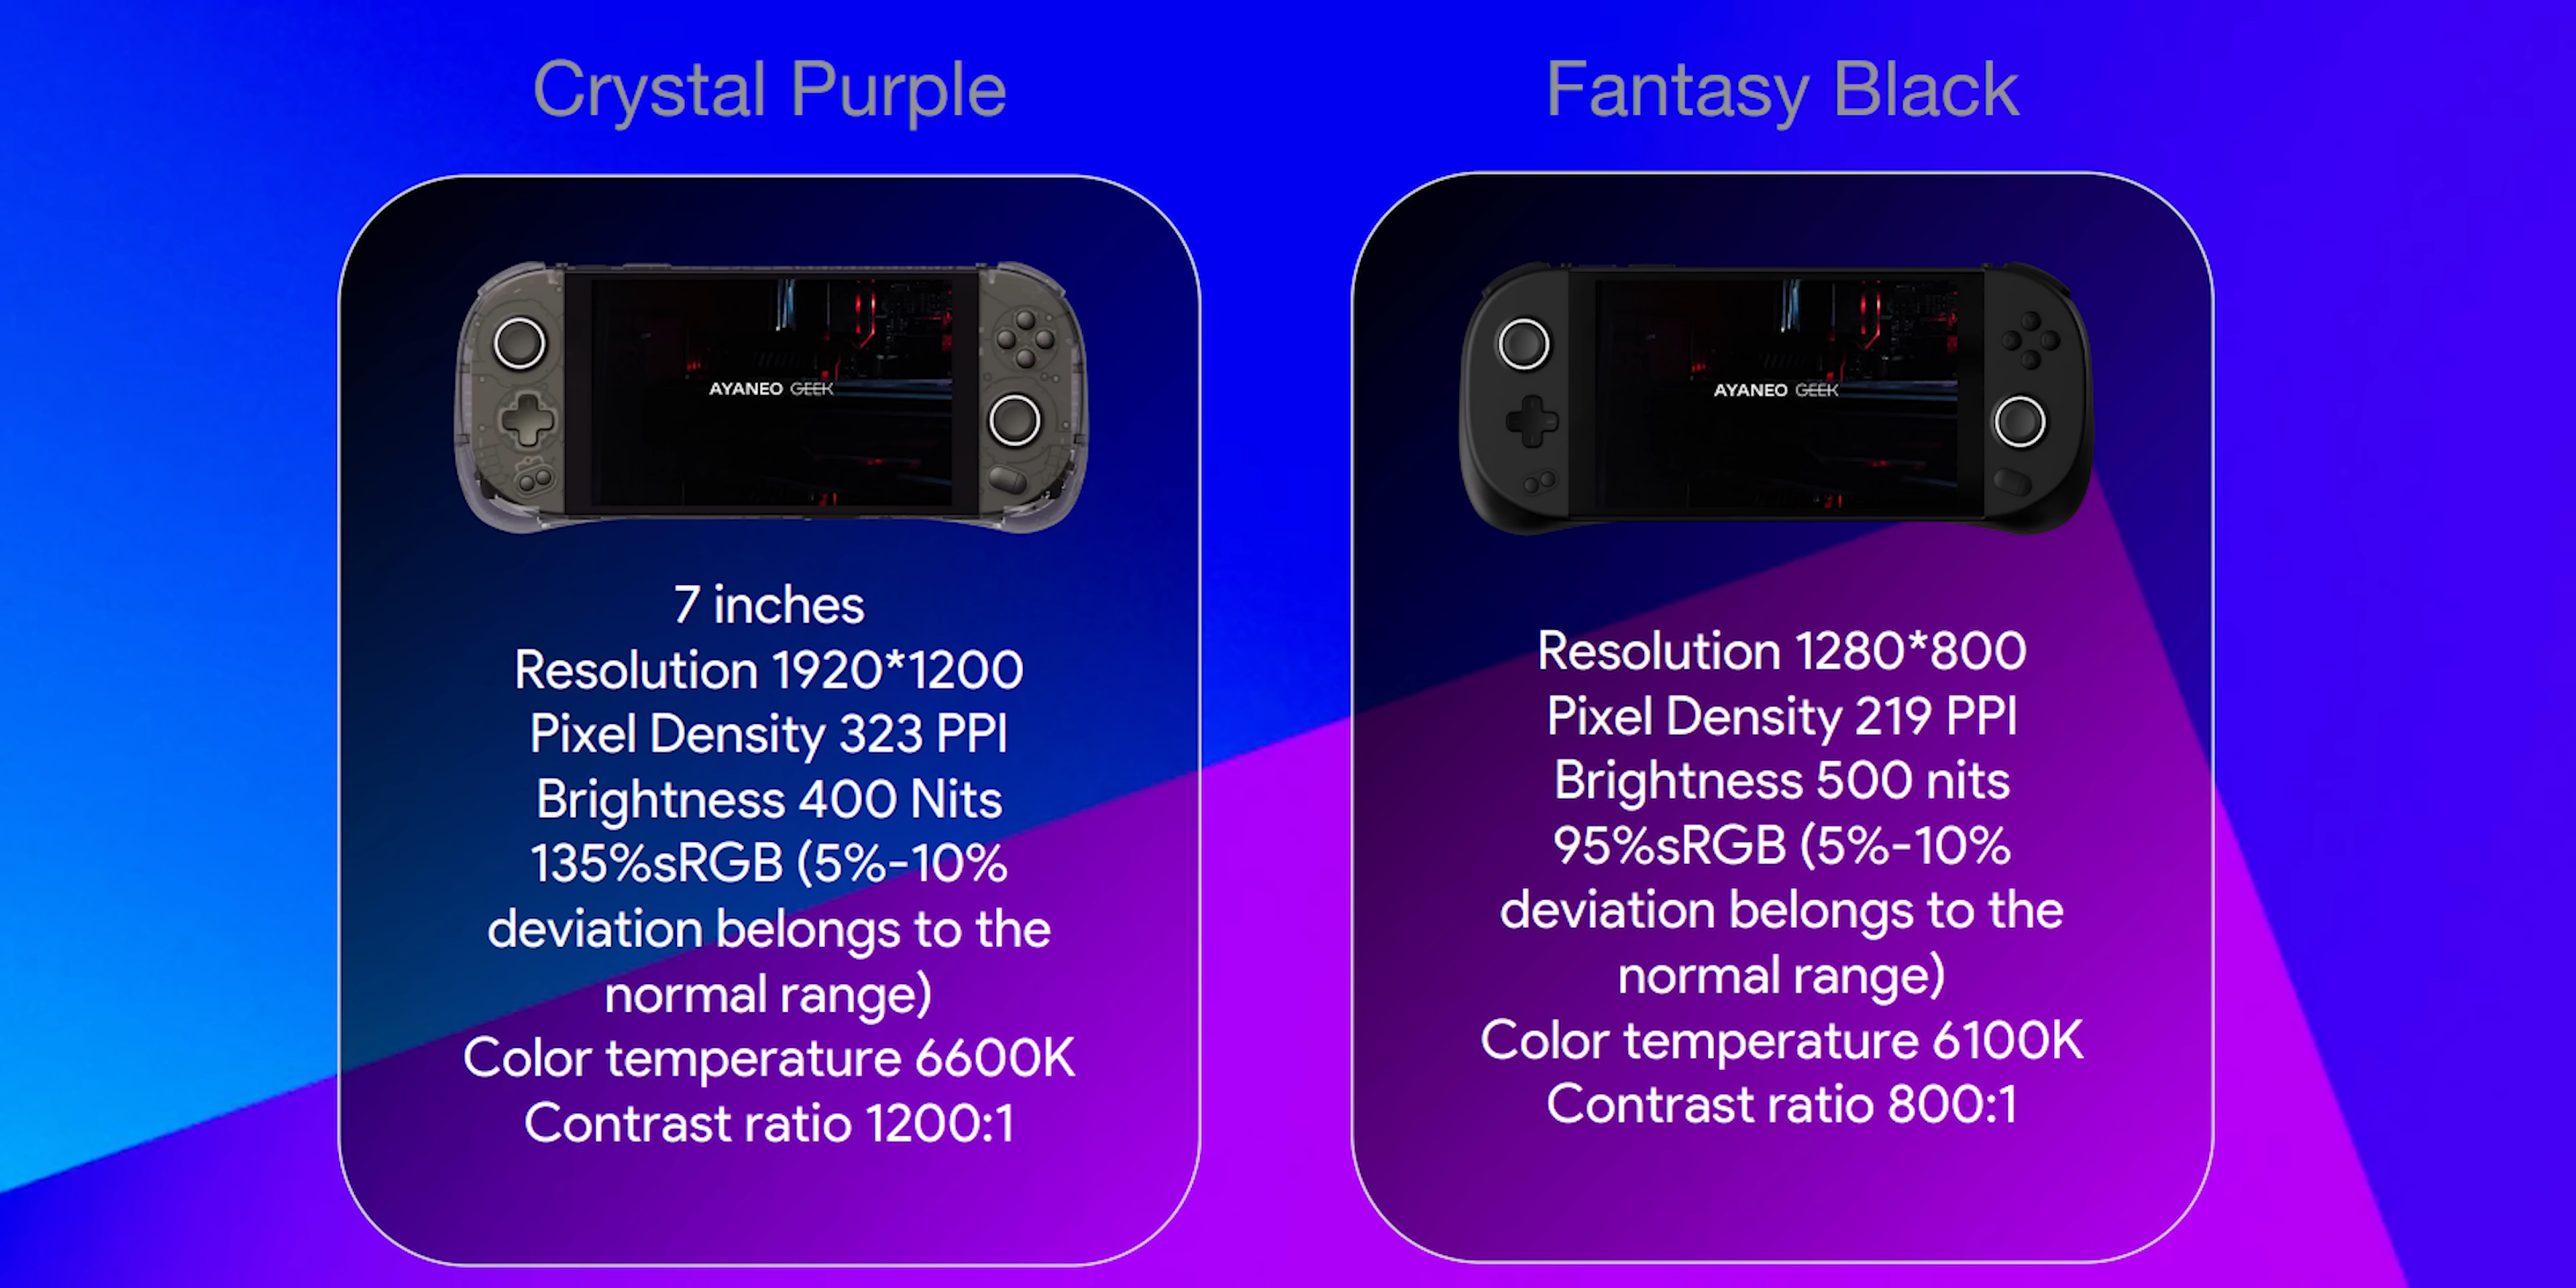 Crystal Purple
AYANEO GEEK
7 inches
Resolution 1920*1200
Pixel Density 323 PPI
Brightness 400 Nits
135%sRGB (5%-10%
deviation belongs to the
normal range)
Color temperature 6600K
Contrast ratio 1200:1
Fantasy Black
AYANEO GEEK
Resolution 1280*800
Pixel Density 219 PPI
Brightness 500 nits
95%sRGB (5%-10%
deviation belongs to the
normal range)
Color temperature 6100K
Contrast ratio 800:1